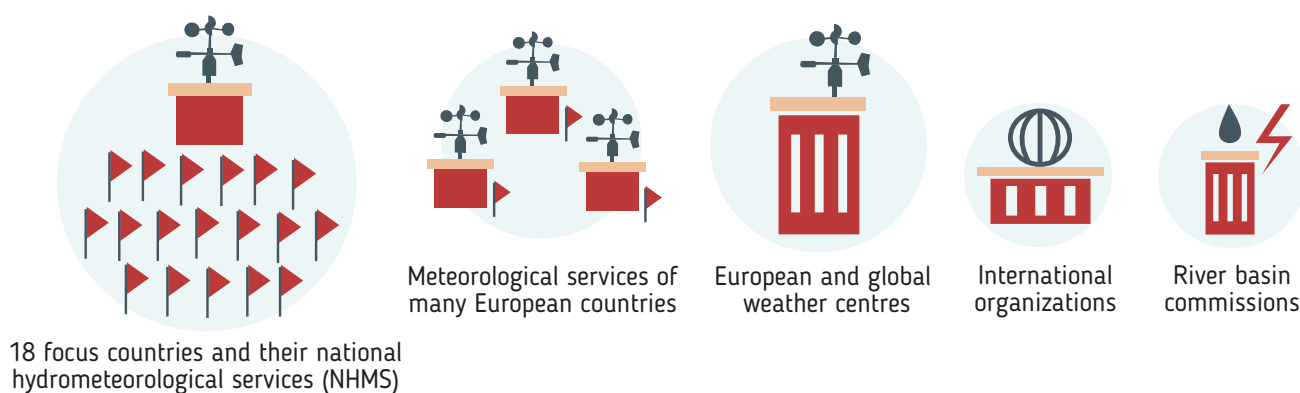 18 focus countries and their national
hydrometeorological services (NHMS)
Meteorological services of
many European countries
European and global
weather centres
International
organizations
River basin
commissions